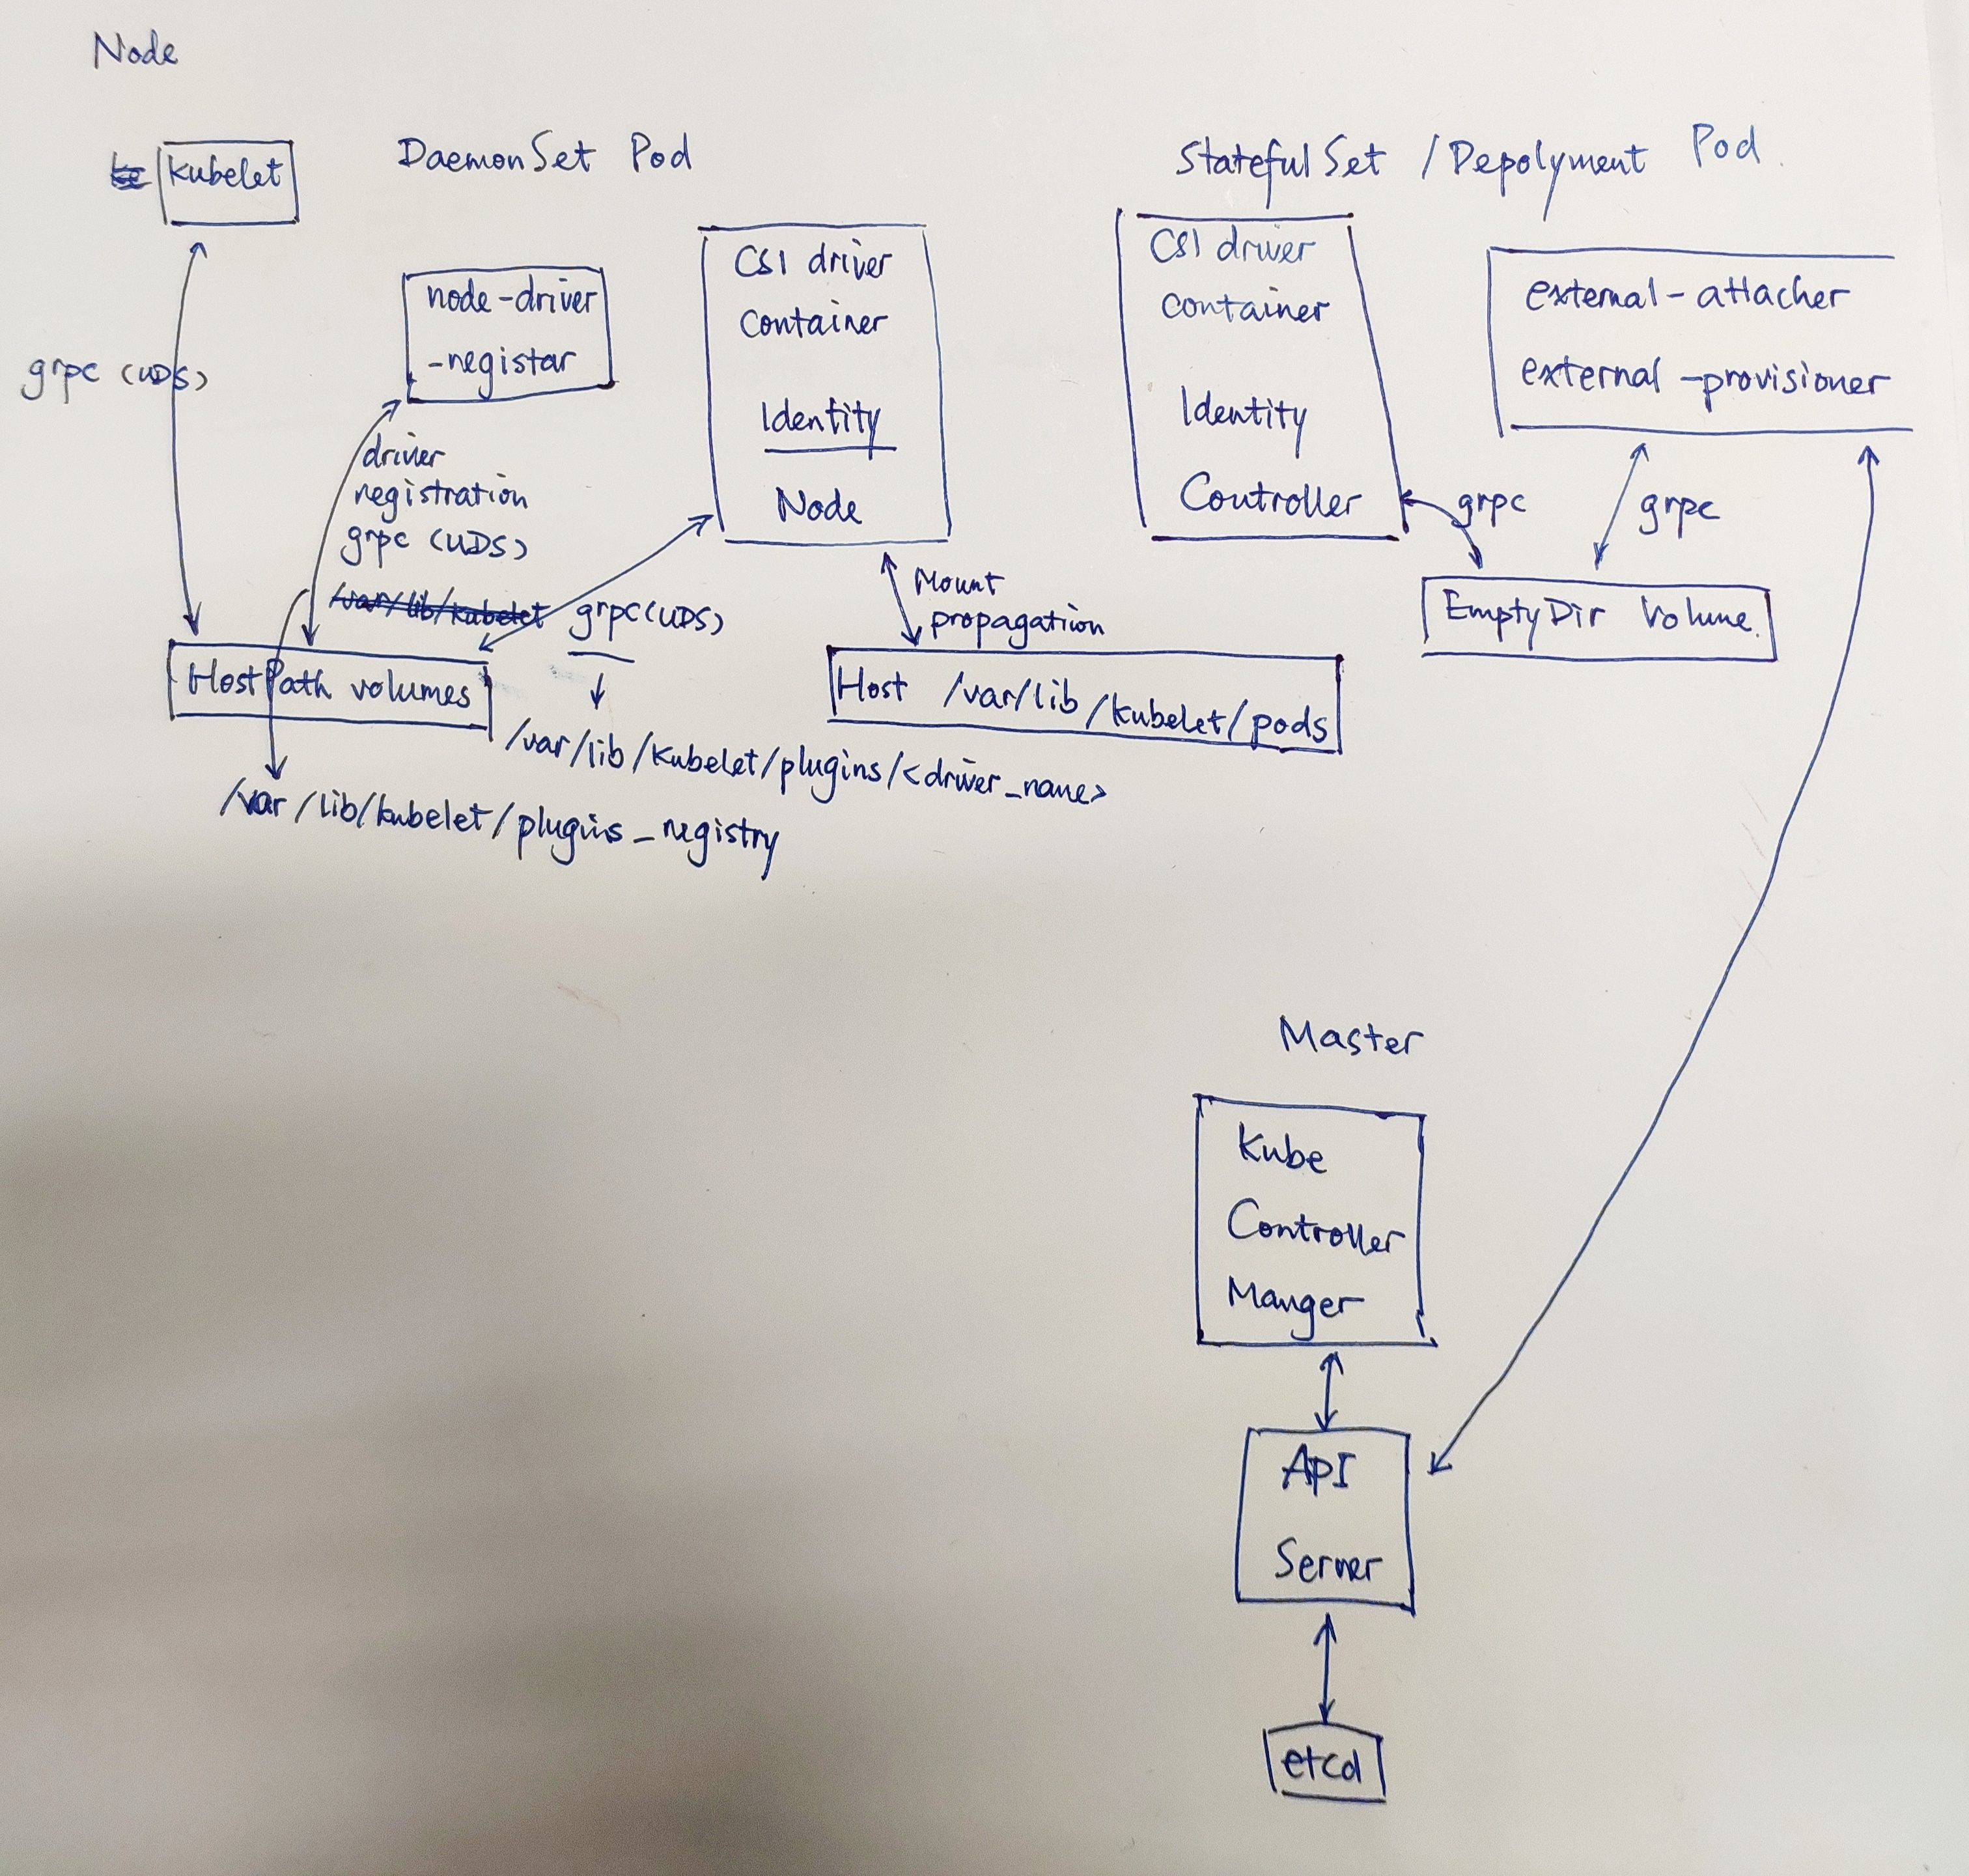 Node
kubelet
DaemonSet Pod
StatefulSet / Depolyment Pod.
grpc (UDS)
node-driver
-registar
driver
registration
grpc (UDS)
/var/lib/kubelet
CSI driver
Container
Identity
Node
grpc (UDS)
Mount
propagation
HostPath volumes
Host /var/lib/kubelet/pods
/var/lib/kubelet/plugins/<driver_name>
/var/lib/kubelet/plugins_registry
CSI driver
container
Identity
Controller
external-attacher
external-provisioner
grpc
grpc
EmptyDir Volume.
Master
Kube
Controller
Manger
API
Server
etcd